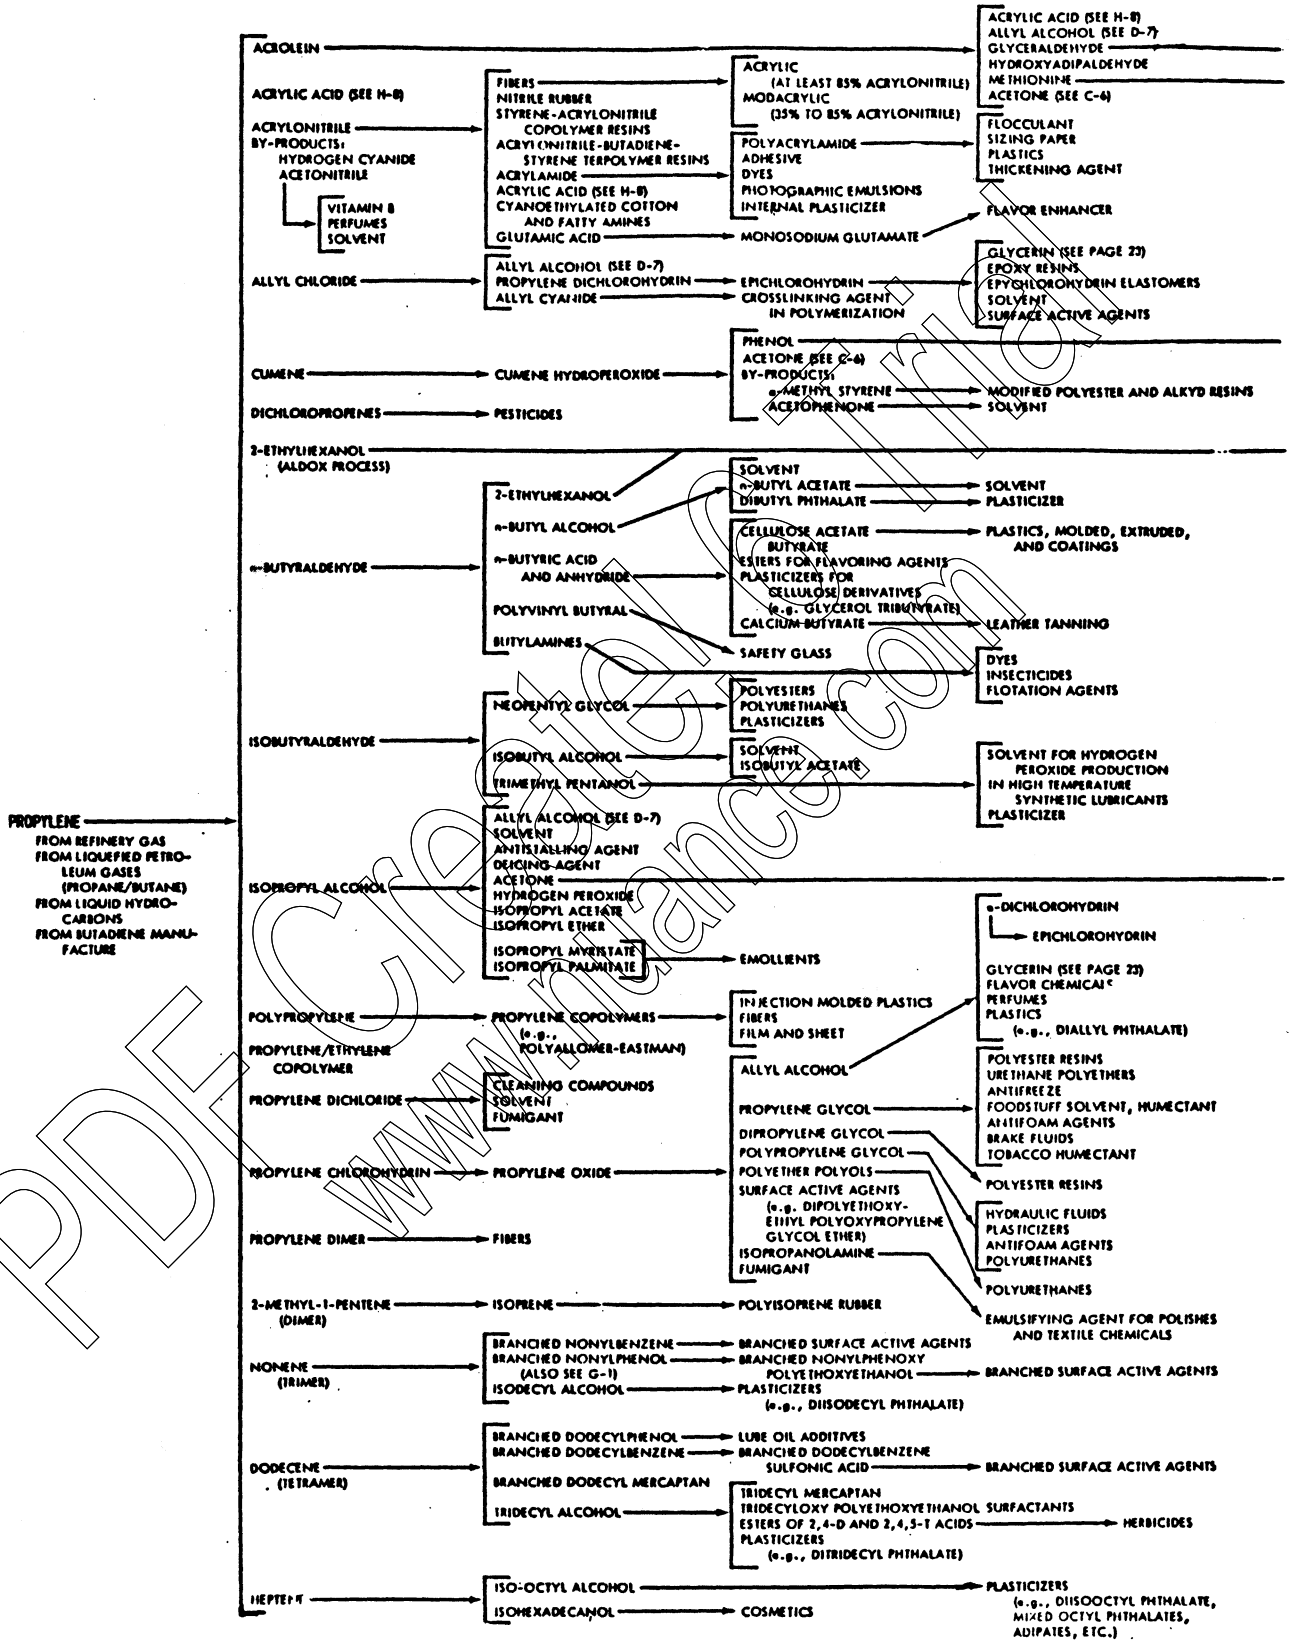 PROPYLENE
FROM REFINERY GAS
FROM LIQUEFIED PETRO-
LEUM GASES
(PROPANE/BUTANE)
FROM LIQUID HYDRO-
CARBONS
FROM BUTADIENE MANU-
FACTURE
ACROLEIN
ACRYLIC ACID (SEE H-8)
ALLYL ALCOHOL (SEE D-7)
GLYCERALDEHYDE
HYDROXYADIPALDEHYDE
METHIONINE
ACETONE (SEE C-6)
ACRYLIC ACID (SEE H-8)
ACRYLONITRILE
BY-PRODUCTS:
HYDROGEN CYANIDE
ACETONITRILE
VITAMIN B
PERFUMES
SOLVENT
FIBERS
NITRILE RUBBER
STYRENE-ACRYLONITRILE
COPOLYMER RESINS
ACRYLONITRILE-BUTADIENE-
STYRENE TERPOLYMER RESINS
ACRYLAMIDE
ACRYLIC ACID (SEE H-8)
CYANOETHYLATED COTTON
AND FATTY AMINES
GLUTAMIC ACID
ACRYLIC
(AT LEAST 85% ACRYLONITRILE)
MODACRYLIC
(35% TO 85% ACRYLONITRILE)
POLYACRYLAMIDE
ADHESIVE
DYES
PHOTOGRAPHIC EMULSIONS
INTERNAL PLASTICIZER
MONOSODIUM GLUTAMATE
FLOCCULANT
SIZING PAPER
PLASTICS
THICKENING AGENT
FLAVOR ENHANCER
ALLYL CHLORIDE
ALLYL ALCOHOL (SEE D-7)
PROPYLENE DICHLOROHYDRIN
ALLYL CYANIDE
EPICHLOROHYDRIN
CROSSLINKING AGENT
IN POLYMERIZATION
GLYCERIN (SEE PAGE 23)
EPOXY RESINS
EPYCHLOROHYDRIN ELASTOMERS
SOLVENT
SURFACE ACTIVE AGENTS
CUMENE
CUMENE HYDROPEROXIDE
PHENOL
ACETONE (SEE C-6)
BY-PRODUCTS:
α-METHYL STYRENE
ACETOPHENONE
MODIFIED POLYESTER AND ALKYD RESINS
SOLVENT
DICHLOROPROPENES
PESTICIDES
2-ETHYLHEXANOL
(ALDOX PROCESS)
n-BUTYRALDEHYDE
2-ETHYLHEXANOL
n-BUTYL ALCOHOL
n-BUTYRIC ACID
AND ANHYDRIDE
POLYVINYL BUTYRAL
BUTYLAMINES
SOLVENT
n-BUTYL ACETATE
DIBUTYL PHTHALATE
SOLVENT
PLASTICIZER
CELLULOSE ACETATE
BUTYRATE
ESTERS FOR FLAVORING AGENTS
PLASTICIZERS FOR
CELLULOSE DERIVATIVES
(e.g. GLYCEROL TRIBUTYRATE)
CALCIUM BUTYRATE
PLASTICS, MOLDED, EXTRUDED,
AND COATINGS
LEATHER TANNING
SAFETY GLASS
DYES
INSECTICIDES
FLOTATION AGENTS
ISOBUTYRALDEHYDE
NEOPENTYL GLYCOL
ISOBUTYL ALCOHOL
TRIMETHYL PENTANOL
POLYESTERS
POLYURETHANES
PLASTICIZERS
SOLVENT
ISOBUTYL ACETATE
SOLVENT FOR HYDROGEN
PEROXIDE PRODUCTION
IN HIGH TEMPERATURE
SYNTHETIC LUBRICANTS
PLASTICIZER
ISOPROPYL ALCOHOL
ALLYL ALCOHOL (SEE D-7)
SOLVENT
ANTISTALLING AGENT
DEICING AGENT
ACETONE
HYDROGEN PEROXIDE
ISOPROPYL ACETATE
ISOPROPYL ETHER
ISOPROPYL MYRISTATE
ISOPROPYL PALMITATE
EMOLLIENTS
POLYPROPYLENE
PROPYLENE COPOLYMERS
(e.g.,
POLYALLOMER-EASTMAN)
INJECTION MOLDED PLASTICS
FIBERS
FILM AND SHEET
PROPYLENE/ETHYLENE
COPOLYMER
PROPYLENE DICHLORIDE
CLEANING COMPOUNDS
SOLVENT
FUMIGANT
PROPYLENE CHLOROHYDRIN
PROPYLENE OXIDE
ALLYL ALCOHOL
PROPYLENE GLYCOL
DIPROPYLENE GLYCOL
POLYPROPYLENE GLYCOL
POLYETHER POLYOLS
SURFACE ACTIVE AGENTS
(e.g. DIPOLYETHOXY-
ETHYL POLYOXYPROPYLENE
GLYCOL ETHER)
ISOPROPANOLAMINE
FUMIGANT
α-DICHLOROHYDRIN
EPICHLOROHYDRIN
GLYCERIN (SEE PAGE 23)
FLAVOR CHEMICALS
PERFUMES
PLASTICS
(e.g., DIALLYL PHTHALATE)
POLYESTER RESINS
URETHANE POLYETHERS
ANTIFREEZE
FOODSTUFF SOLVENT, HUMECTANT
ANTIFOAM AGENTS
BRAKE FLUIDS
TOBACCO HUMECTANT
POLYESTER RESINS
HYDRAULIC FLUIDS
PLASTICIZERS
ANTIFOAM AGENTS
POLYURETHANES
POLYURETHANES
EMULSIFYING AGENT FOR POLISHES
AND TEXTILE CHEMICALS
PROPYLENE DIMER
FIBERS
2-METHYL-1-PENTENE
(DIMER)
ISOPRENE
POLYISOPRENE RUBBER
NONENE
(TRIMER)
BRANCHED NONYLBENZENE
BRANCHED NONYLPHENOL
(ALSO SEE G-1)
ISODECYL ALCOHOL
BRANCHED SURFACE ACTIVE AGENTS
BRANCHED NONYLPHENOXY
POLYETHOXYETHANOL
BRANCHED SURFACE ACTIVE AGENTS
PLASTICIZERS
(e.g., DIISODECYL PHTHALATE)
DODECENE
(TETRAMER)
BRANCHED DODECYLPHENOL
BRANCHED DODECYLBENZENE
BRANCHED DODECYL MERCAPTAN
TRIDECYL ALCOHOL
LUBE OIL ADDITIVES
BRANCHED DODECYLBENZENE
SULFONIC ACID
BRANCHED SURFACE ACTIVE AGENTS
TRIDECYL MERCAPTAN
TRIDECYLOXY POLYETHOXYETHANOL SURFACTANTS
ESTERS OF 2,4-D AND 2,4,5-T ACIDS
HERBICIDES
PLASTICIZERS
(e.g., DITRIDECYL PHTHALATE)
HEPTENE
ISO-OCTYL ALCOHOL
ISOHEXADECANOL
COSMETICS
PLASTICIZERS
(e.g., DIISOOCTYL PHTHALATE,
MIXED OCTYL PHTHALATES,
ADIPATES, ETC.)
PDF Create! 6 Trial
www.nuance.com